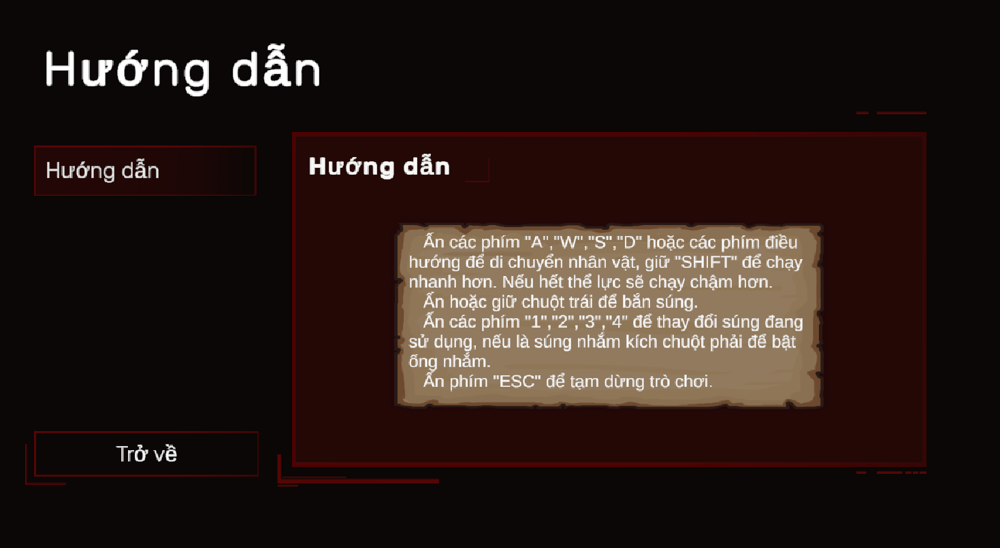 Hướng dẫn
Hướng dẫn
Hướng dẫn
Ấn các phím "A","W","S","D" hoặc các phím điều
hướng để di chuyển nhân vật, giữ "SHIFT" để chạy
nhanh hơn. Nếu hết thể lực sẽ chạy chậm hơn.
Ấn hoặc giữ chuột trái để bắn súng.
Ấn các phím "1","2","3","4" để thay đổi súng đang
sử dụng, nếu là súng nhắm kích chuột phải để bật
ống nhắm.
Ấn phím "ESC" để tạm dừng trò chơi.
Trở về